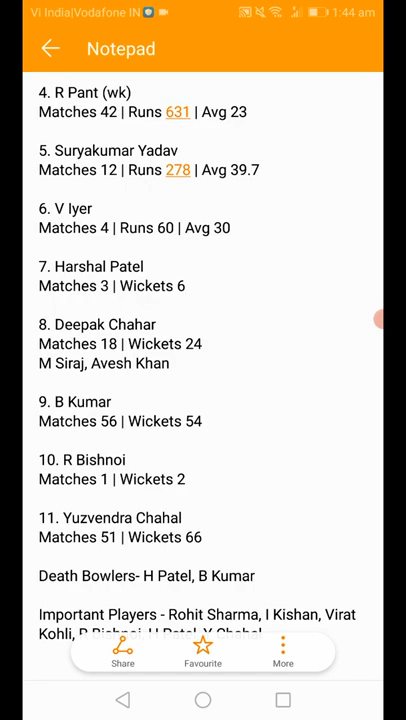 Vi India|Vodafone IN
1:44 am
Notepad
4. R Pant (wk)
Matches 42 | Runs 631 | Avg 23
5. Suryakumar Yadav
Matches 12 | Runs 278 | Avg 39.7
6. V Iyer
Matches 4 | Runs 60 | Avg 30
7. Harshal Patel
Matches 3 | Wickets 6
8. Deepak Chahar
Matches 18 | Wickets 24
M Siraj, Avesh Khan
9. B Kumar
Matches 56 | Wickets 54
10. R Bishnoi
Matches 1 | Wickets 2
11. Yuzvendra Chahal
Matches 51 | Wickets 66
Death Bowlers- H Patel, B Kumar
Important Players - Rohit Sharma, I Kishan, Virat
Kohli, R Bishnoi, H Patel, Y Chahal
Share
Favourite
More